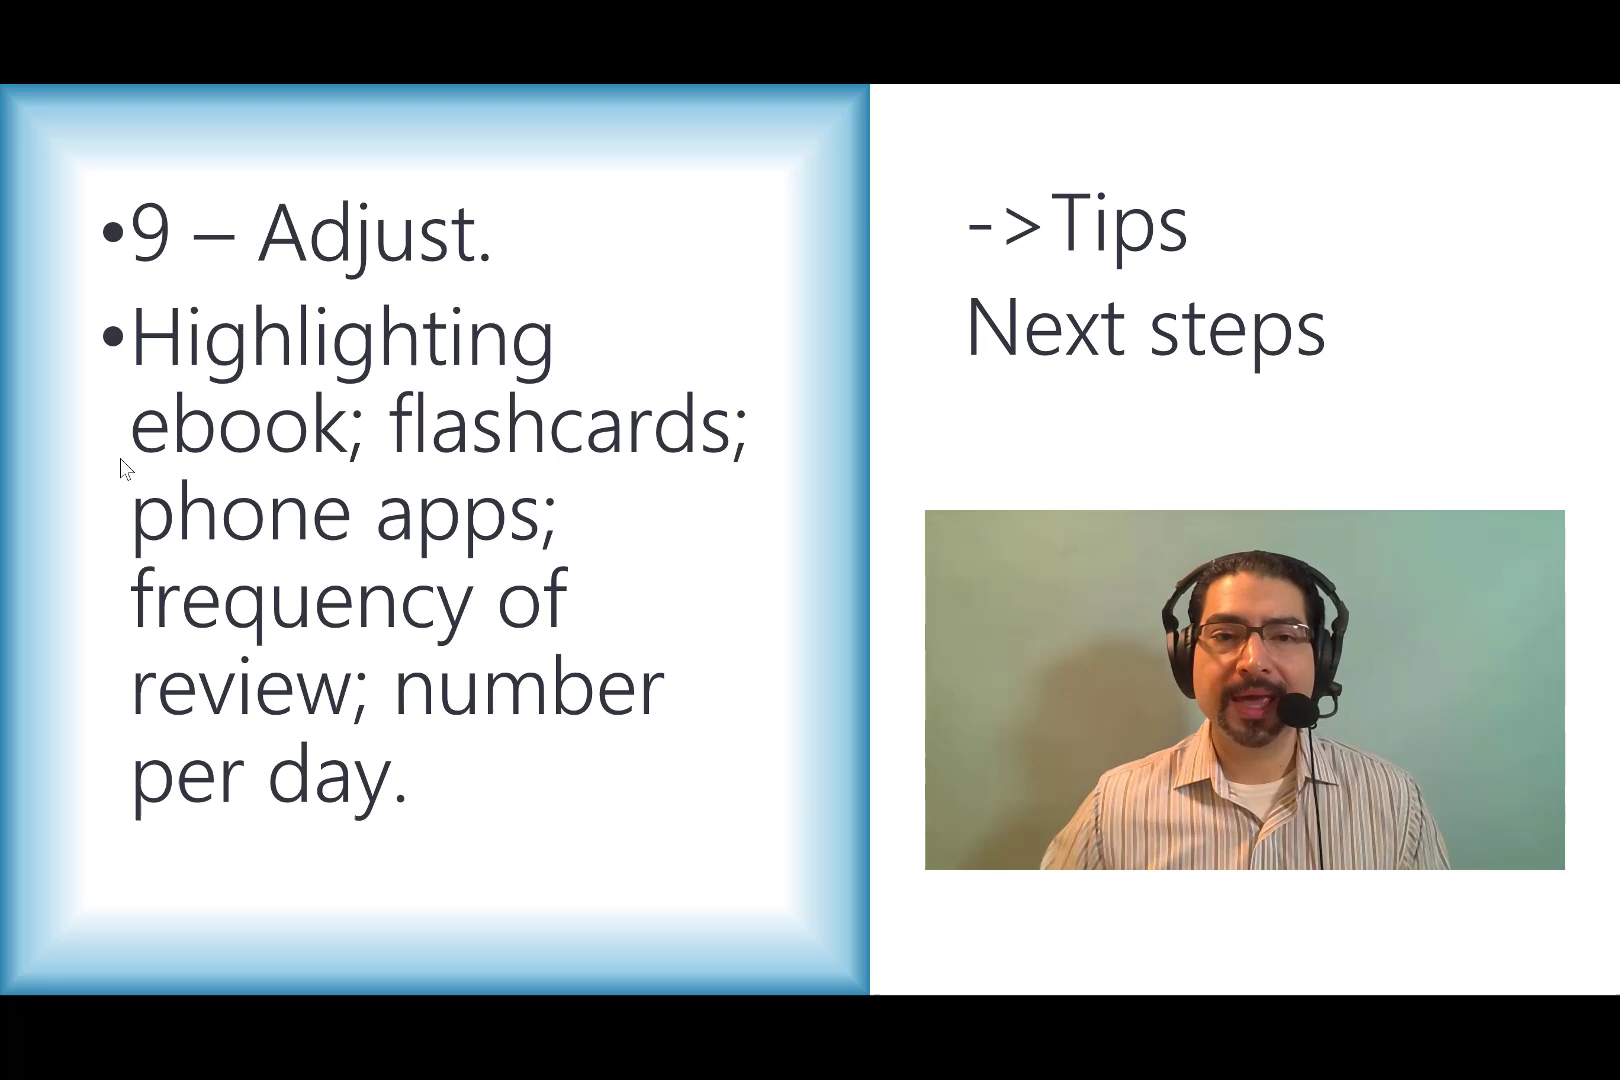 •9 – Adjust.
•Highlighting
ebook; flashcards;
phone apps;
frequency of
review; number
per day.
->Tips
Next steps